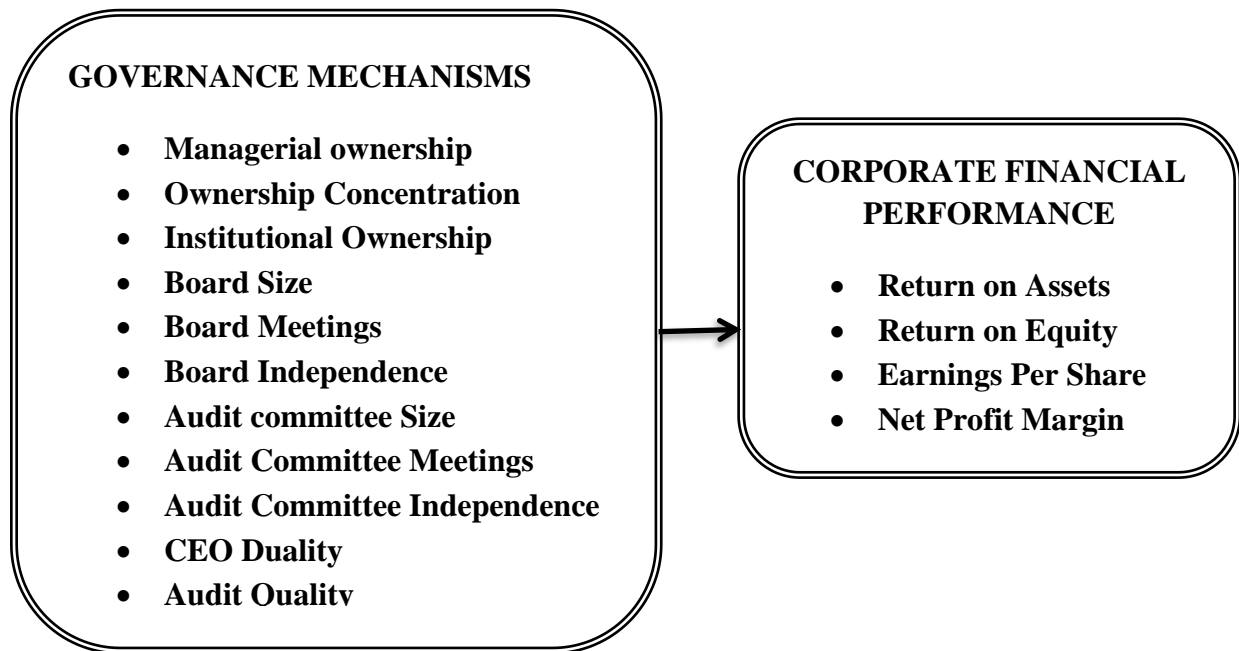 GOVERNANCE MECHANISMS
• Managerial ownership
• Ownership Concentration
• Institutional Ownership
• Board Size
• Board Meetings
• Board Independence
• Audit committee Size
• Audit Committee Meetings
• Audit Committee Independence
• CEO Duality
• Audit Quality
CORPORATE FINANCIAL
PERFORMANCE
• Return on Assets
• Return on Equity
• Earnings Per Share
• Net Profit Margin